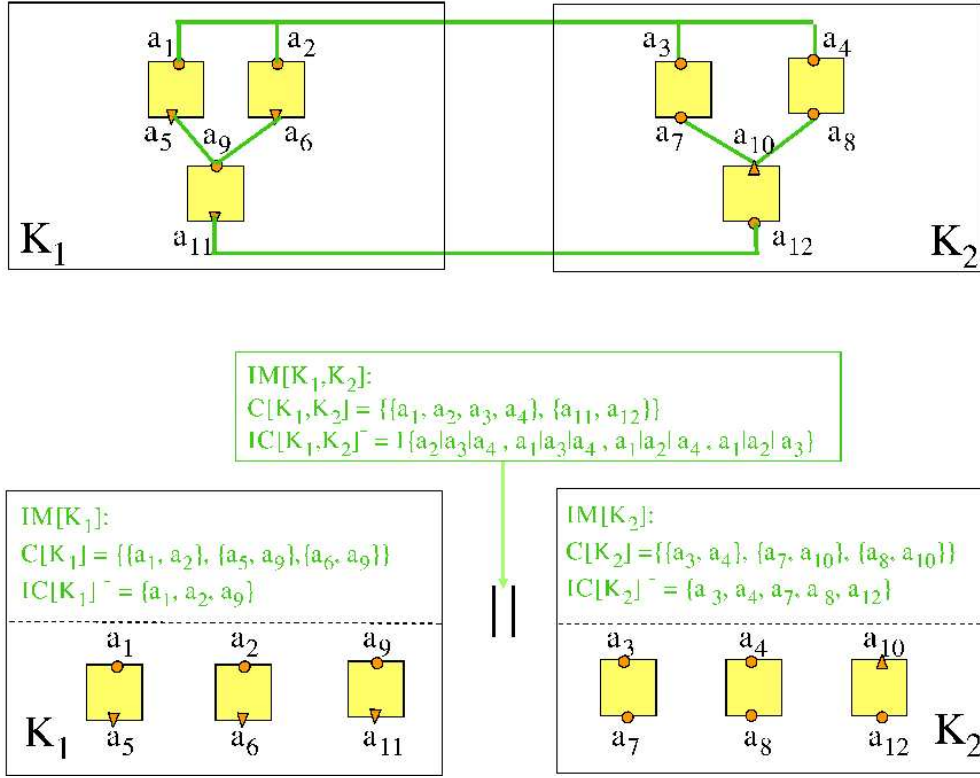 a1 a2 a3 a4
a5 a9 a6 a7 a10 a8
K1 a11 a12 K2
IM[K1,K2]:
C[K1,K2] = {{a1, a2, a3, a4}, {a11, a12}}
IC[K1,K2]¯ = I{a2|a3|a4 , a1|a3|a4 , a1|a2| a4 , a1|a2| a3}
IM[K1]:
C[K1] = {{a1, a2}, {a5, a9},{a6, a9}}
IC[K1]¯ = {a1, a2, a9}
IM[K2]:
C[K2] ={{a3, a4}, {a7, a10}, {a8, a10}}
IC[K2]¯ = {a3, a4, a7, a8, a12}
a1 a2 a9
K1 a5 a6 a11
a3 a4 a10
a7 a8 a12 K2